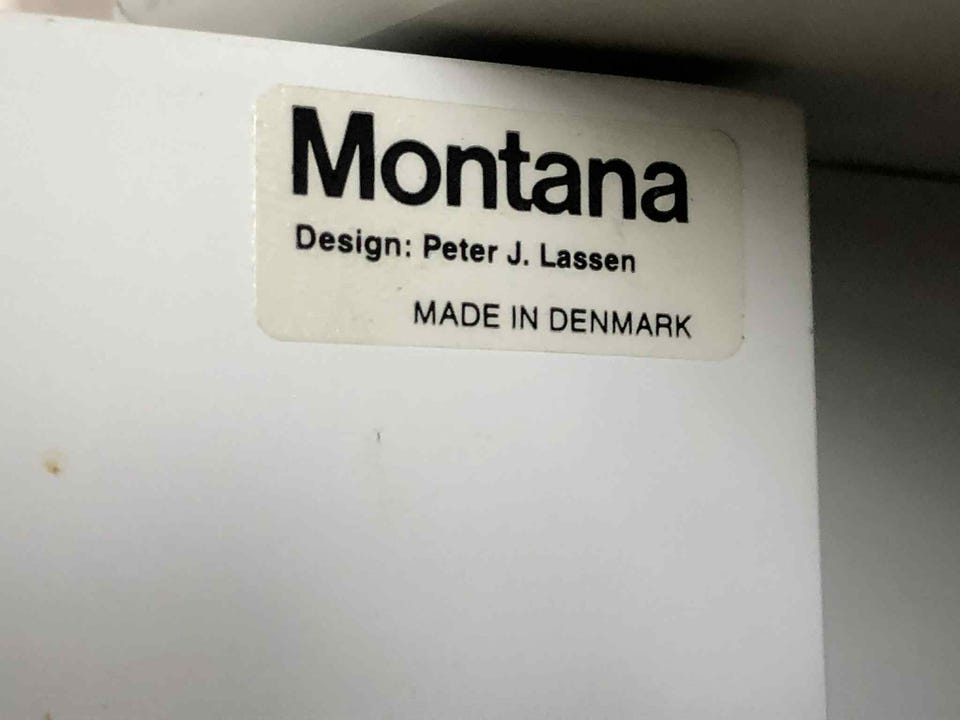 Montana
Design: Peter J. Lassen
MADE IN DENMARK